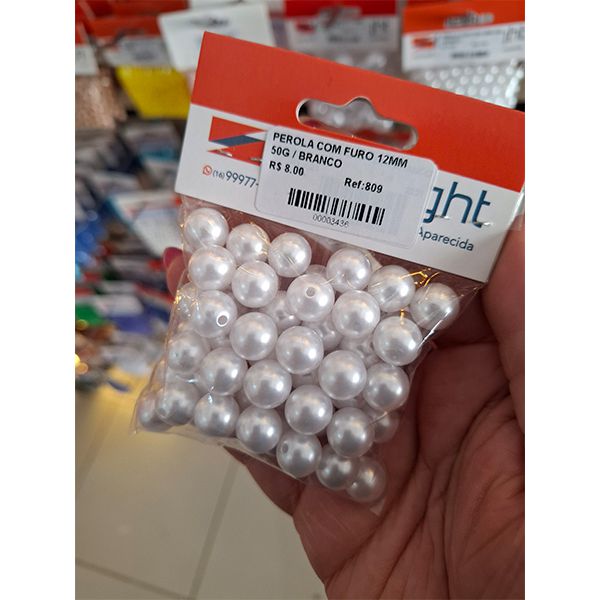 PEROLA COM FURO 12MM
50G / BRANCO
R$ 8.00
Ref:809
00003436
(16) 99977-
ght
Aparecida